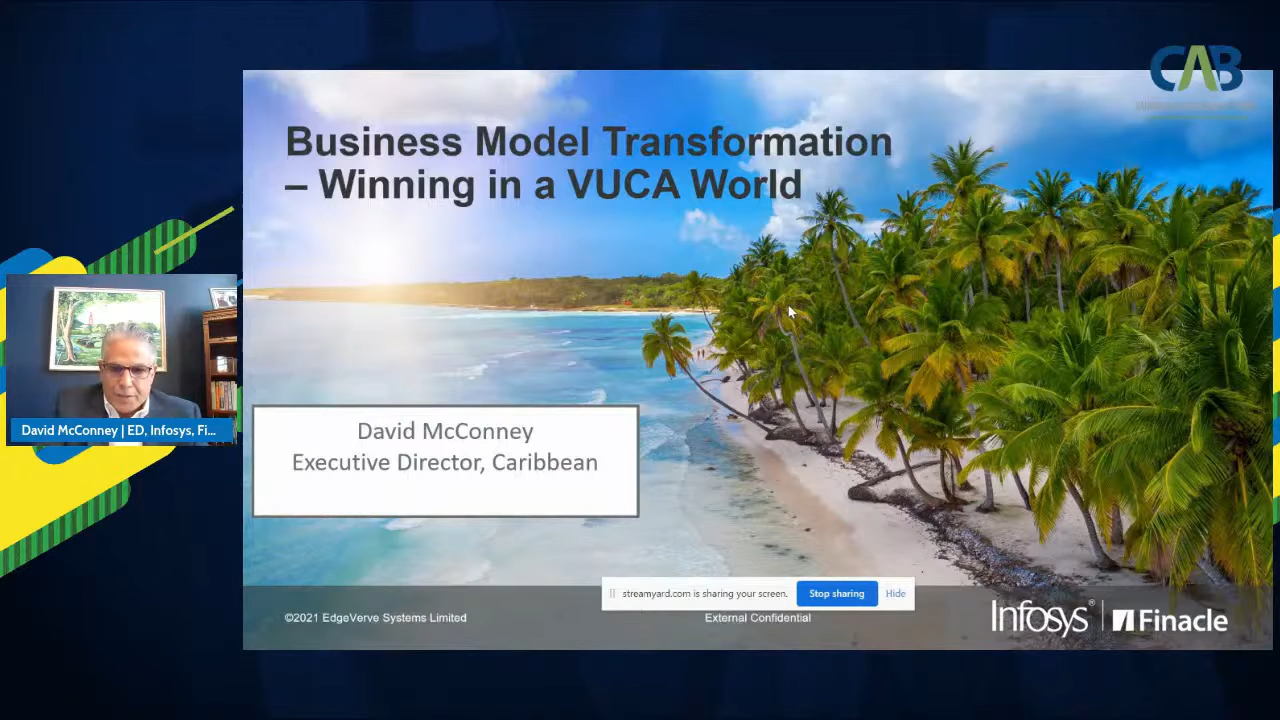 CAB
Business Model Transformation
– Winning in a VUCA World
David McConney | ED, Infosys, Fi...
David McConney
Executive Director, Caribbean
streamyard.com is sharing your screen.
Stop sharing
Hide
©2021 EdgeVerve Systems Limited
External Confidential
Infosys® | Finacle